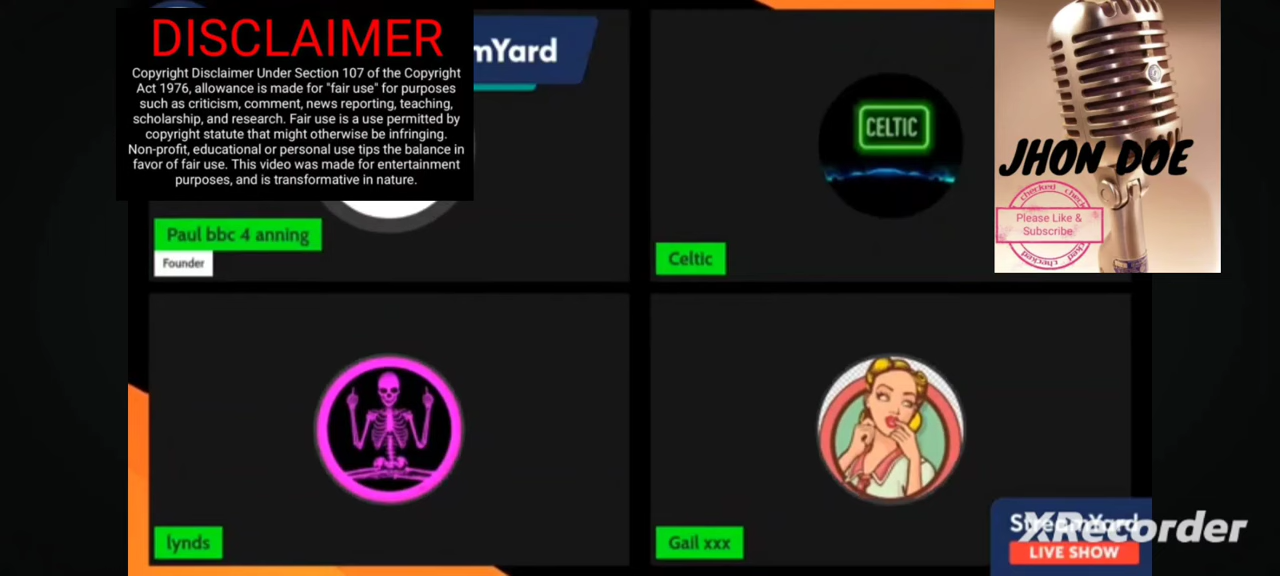 DISCLAIMER
Copyright Disclaimer Under Section 107 of the Copyright
Act 1976, allowance is made for "fair use" for purposes
such as criticism, comment, news reporting, teaching,
scholarship, and research. Fair use is a use permitted by
copyright statute that might otherwise be infringing.
Non-profit, educational or personal use tips the balance in
favor of fair use. This video was made for entertainment
purposes, and is transformative in nature.
mYard
CELTIC
JHON DOE
checked checked
Please Like &
Subscribe
checked
Paul bbc 4 anning
Founder
Celtic
lynds
Gail xxx
StreamYard
XRecorder
LIVE SHOW